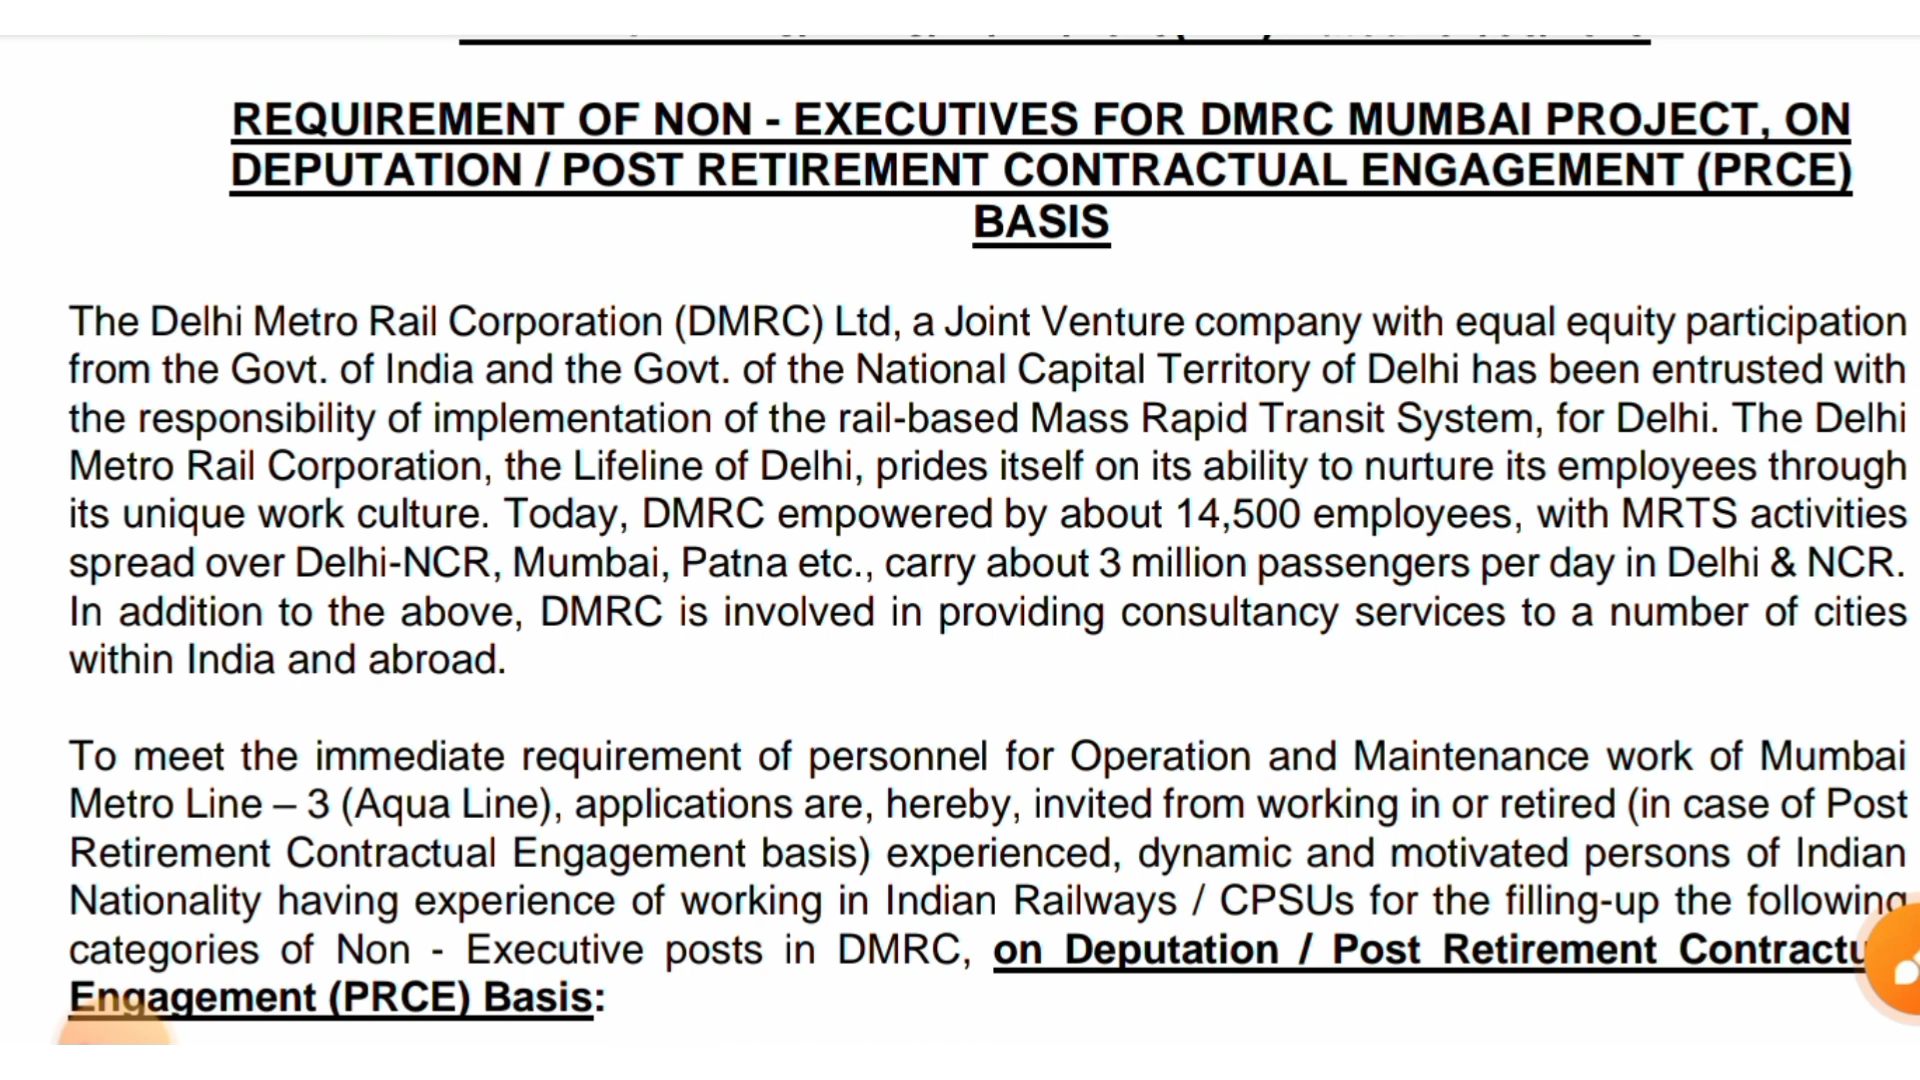 REQUIREMENT OF NON - EXECUTIVES FOR DMRC MUMBAI PROJECT, ON
DEPUTATION / POST RETIREMENT CONTRACTUAL ENGAGEMENT (PRCE)
BASIS
The Delhi Metro Rail Corporation (DMRC) Ltd, a Joint Venture company with equal equity participation
from the Govt. of India and the Govt. of the National Capital Territory of Delhi has been entrusted with
the responsibility of implementation of the rail-based Mass Rapid Transit System, for Delhi. The Delhi
Metro Rail Corporation, the Lifeline of Delhi, prides itself on its ability to nurture its employees through
its unique work culture. Today, DMRC empowered by about 14,500 employees, with MRTS activities
spread over Delhi-NCR, Mumbai, Patna etc., carry about 3 million passengers per day in Delhi & NCR.
In addition to the above, DMRC is involved in providing consultancy services to a number of cities
within India and abroad.
To meet the immediate requirement of personnel for Operation and Maintenance work of Mumbai
Metro Line – 3 (Aqua Line), applications are, hereby, invited from working in or retired (in case of Post
Retirement Contractual Engagement basis) experienced, dynamic and motivated persons of Indian
Nationality having experience of working in Indian Railways / CPSUs for the filling-up the following
categories of Non - Executive posts in DMRC, on Deputation / Post Retirement Contractu
Engagement (PRCE) Basis: